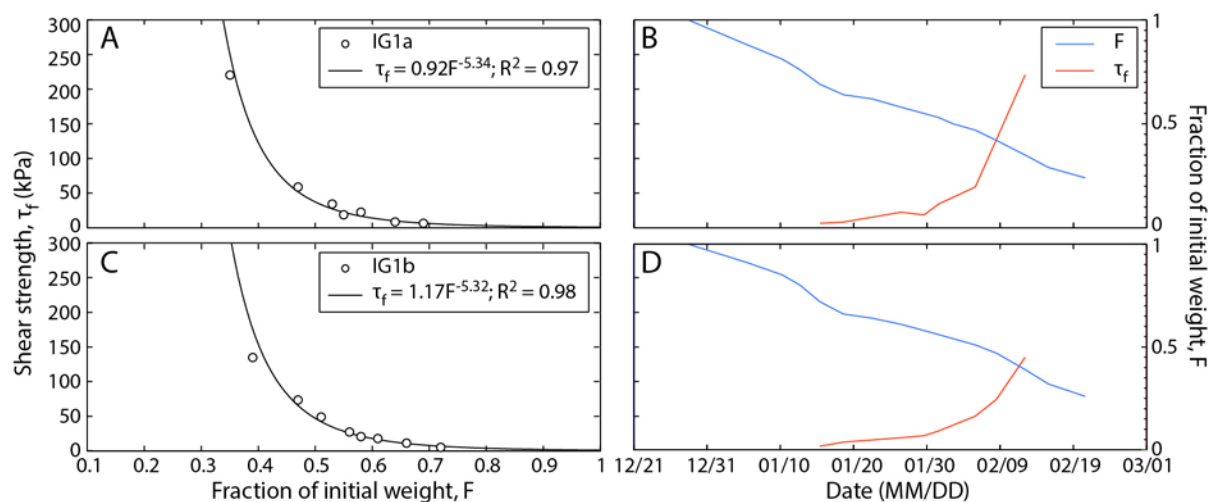 A
300
250
200
150
100
50
0
IG1a
τf = 0.92F^-5.34; R^2 = 0.97
B
F
τf
1
0.5
0
C
300
250
200
150
100
50
0
IG1b
τf = 1.17F^-5.32; R^2 = 0.98
D
1
0.5
0
Shear strength, τf (kPa)
Fraction of initial weight, F
0.1 0.2 0.3 0.4 0.5 0.6 0.7 0.8 0.9 1
Fraction of initial weight, F
12/21 12/31 01/10 01/20 01/30 02/09 02/19 03/01
Date (MM/DD)